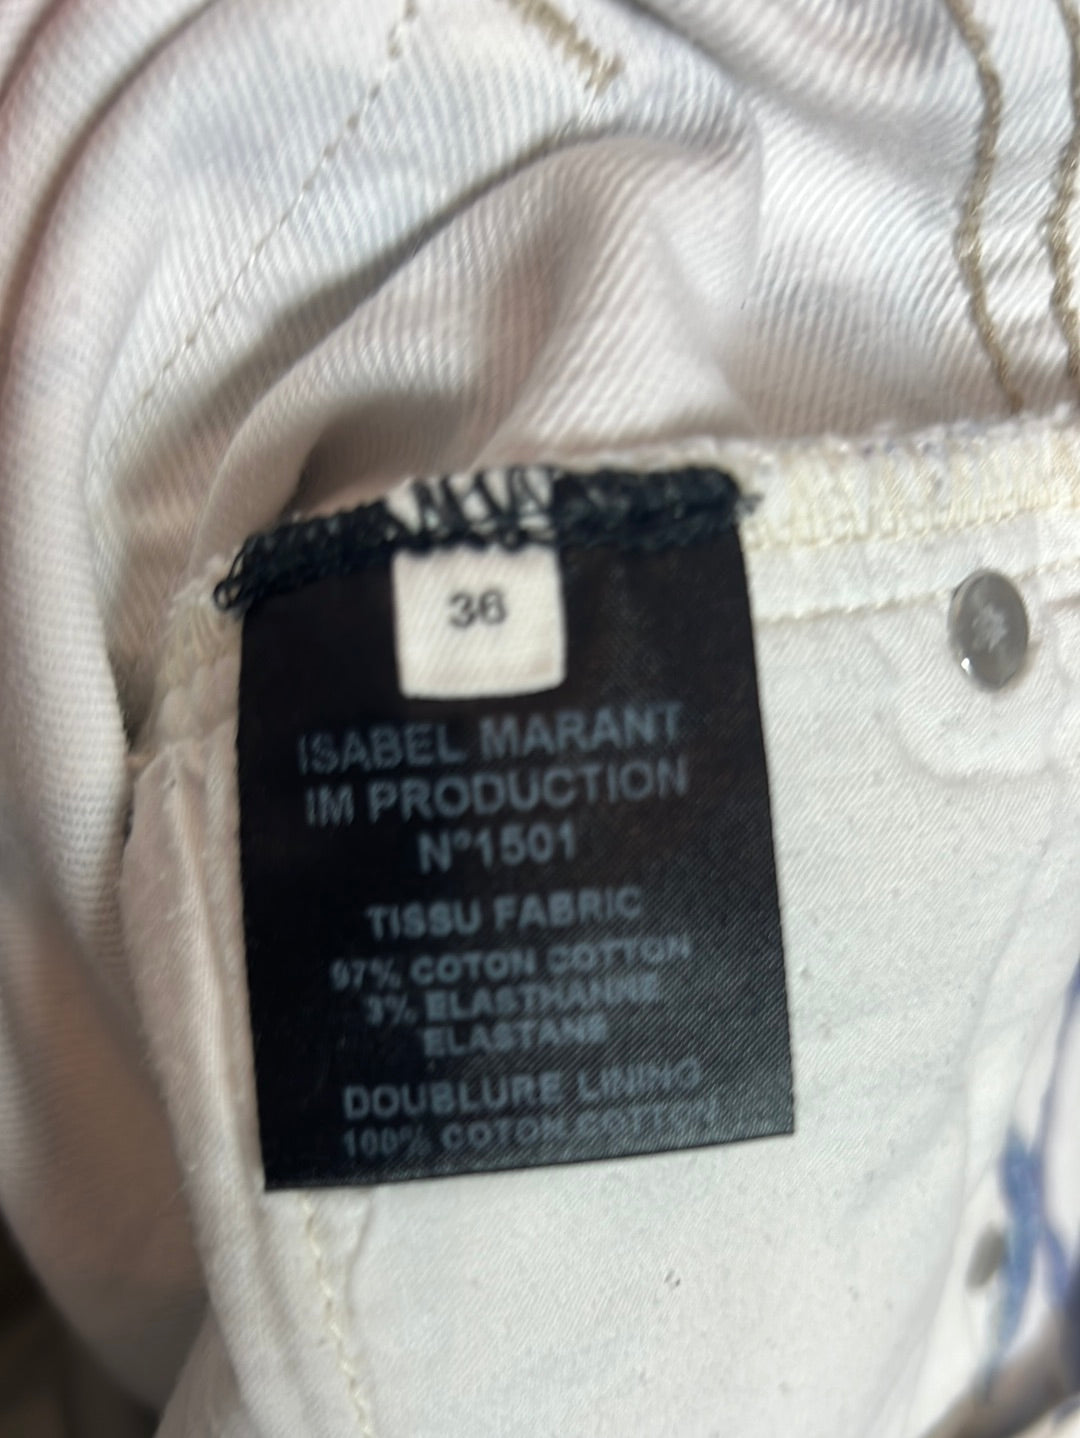 36
ISABEL MARANT
IM PRODUCTION
N°1501
TISSU FABRIC
97% COTON COTTON
3% ELASTHANNE
ELASTANE
DOUBLURE LINING
100% COTON COTTON